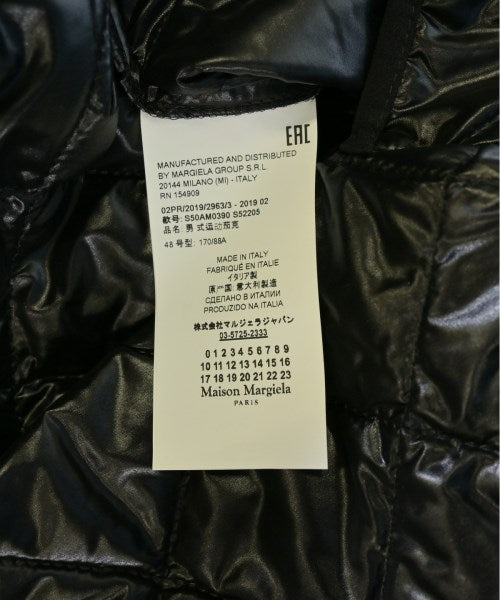 EAC
MANUFACTURED AND DISTRIBUTED
BY MARGIELA GROUP S.R.L
20144 MILANO (MI) - ITALY
RN 154909
02PR/2019/2963/3 - 2019 02
款号: S50AM0390 S52205
品名: 男 式运动茄克
48 号型: 170/88A
MADE IN ITALY
FABRIQUÉ EN ITALIE
イタリア製
原产国: 意大利製造
СДЕЛАНО В ИТАЛИИ
PRODUZIDO NA ITALIA
株式会社マルジェラジャパン
03-5725-2333
0 1 2 3 4 5 6 7 8 9
10 11 12 13 14 15 16
17 18 19 20 21 22 23
Maison Margiela
PARIS